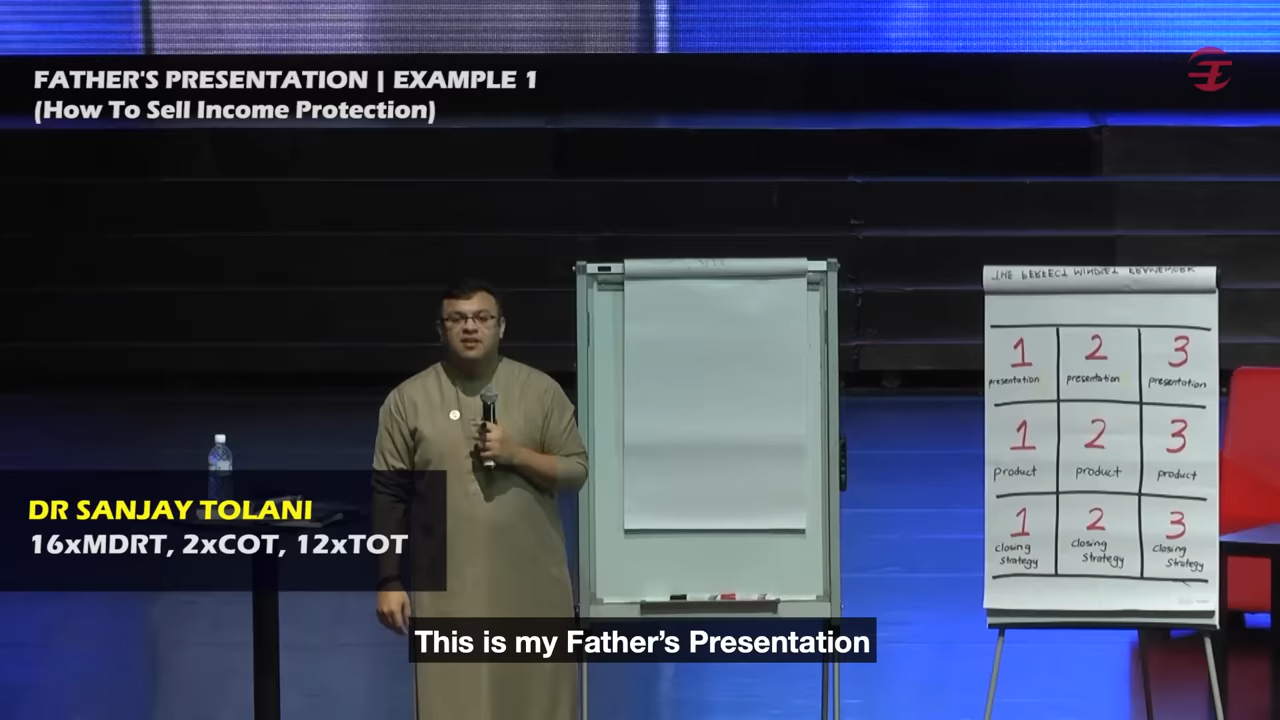 FATHER'S PRESENTATION | EXAMPLE 1
(How To Sell Income Protection)
THE PERFECT MINDSET FRAMEWORK
1 2 3
presentation presentation presentation
1 2 3
product product product
1 2 3
closing strategy closing strategy closing strategy
DR SANJAY TOLANI
16xMDRT, 2xCOT, 12xTOT
This is my Father's Presentation